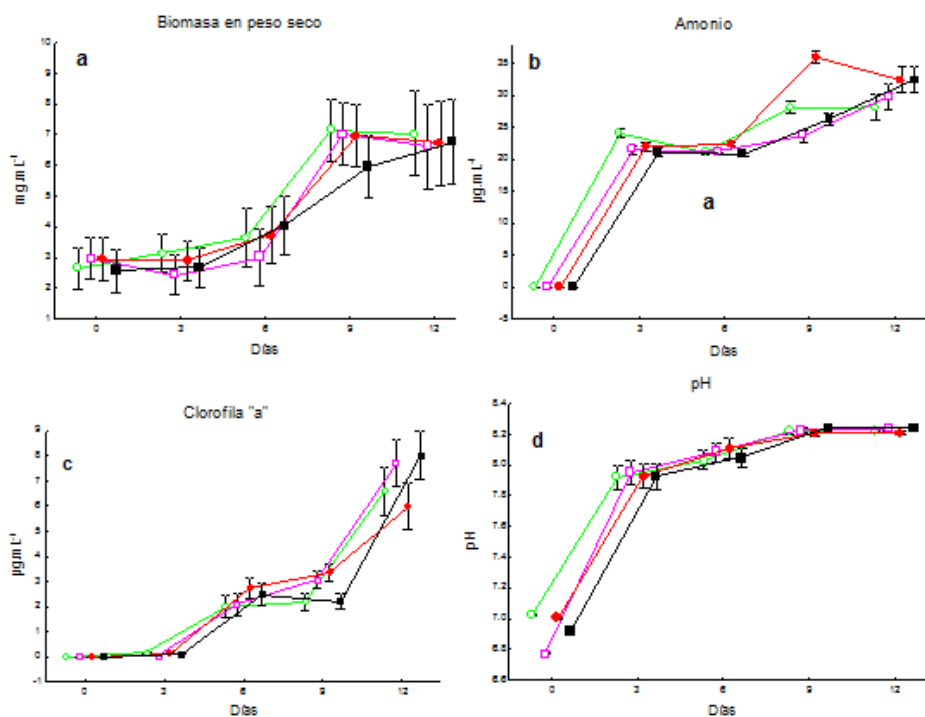 Biomasa en peso seco
a
10
9
8
7
6
5
4
3
2
1
mg.mL⁻¹
0 3 6 9 12
Días
Amonio
b
35
30
25
20
15
10
5
0
-5
µg.mL⁻¹
a
0 3 6 9 12
Días
Clorofila "a"
c
9
8
7
6
5
4
3
2
1
0
-1
µg.mL⁻¹
0 3 6 9 12
Días
pH
d
8.4
8.2
8.0
7.8
7.6
7.4
7.2
7.0
6.8
6.6
pH
0 3 6 9 12
Días